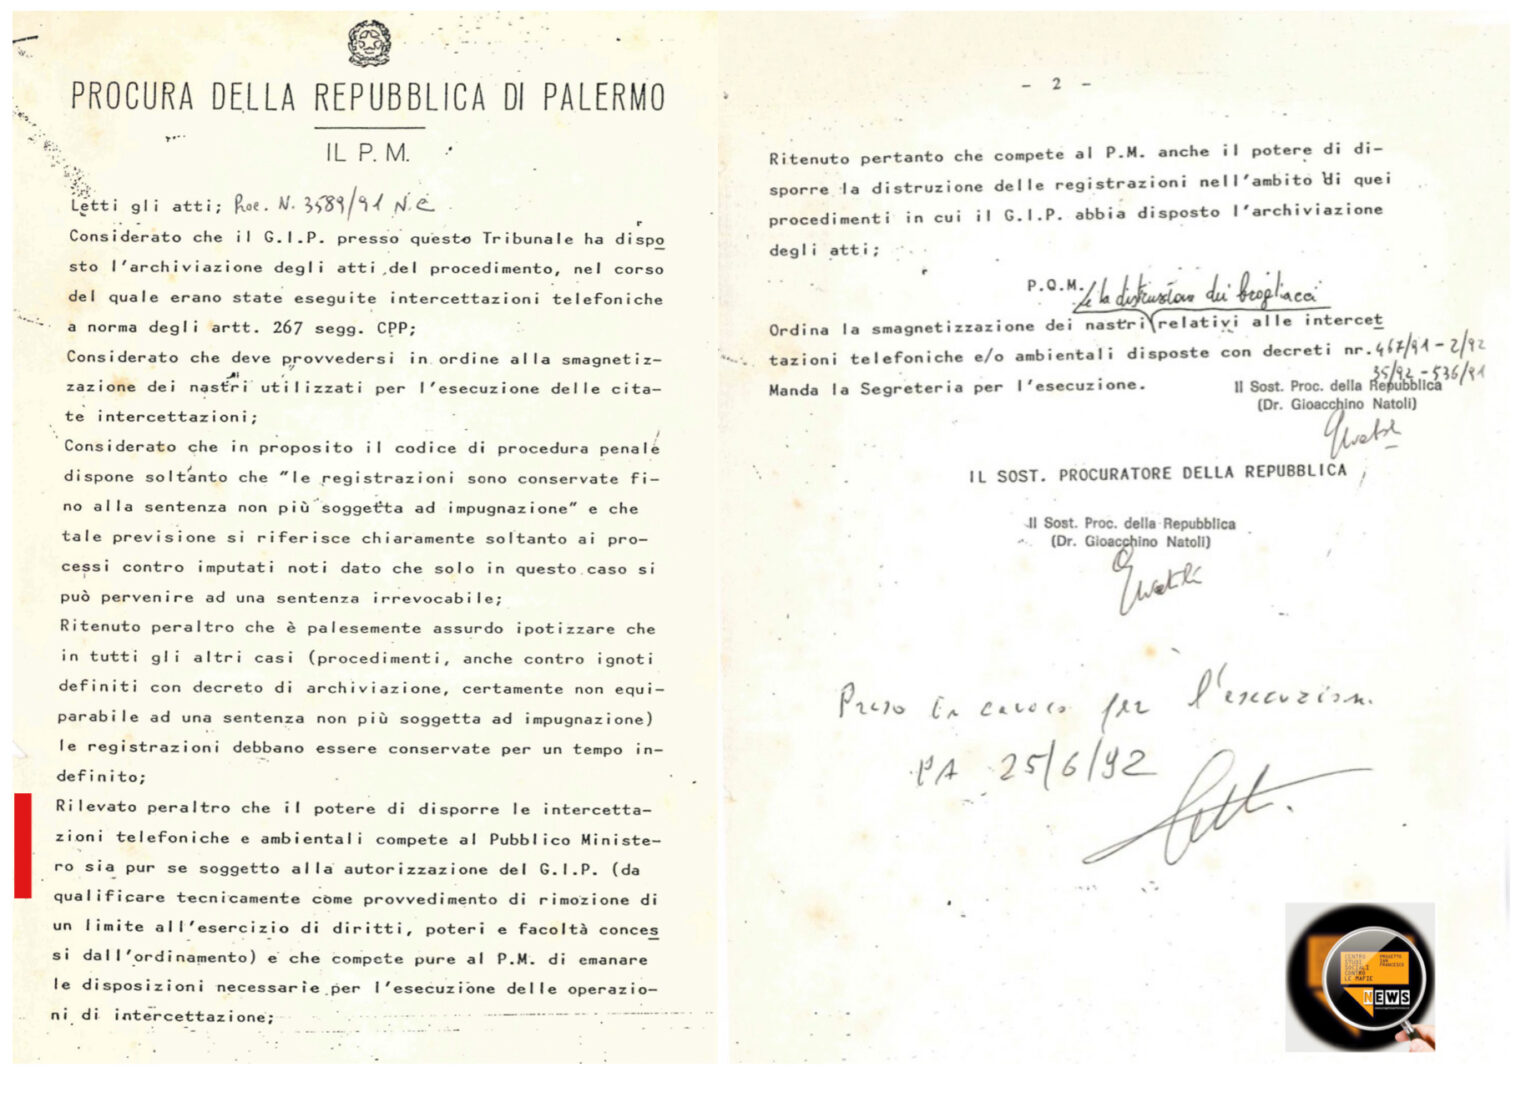 PROCURA DELLA REPUBBLICA DI PALERMO
IL P. M.
Letti gli atti; Proc. N. 3589/91 N.C
Considerato che il G.I.P. presso questo Tribunale ha dispo
sto l'archiviazione degli atti del procedimento, nel corso
del quale erano state eseguite intercettazioni telefoniche
a norma degli artt. 267 segg. CPP;
Considerato che deve provvedersi in ordine alla smagnetiz-
zazione dei nastri utilizzati per l'esecuzione delle cita-
te intercettazioni;
Considerato che in proposito il codice di procedura penale
dispone soltanto che "le registrazioni sono conservate fi-
no alla sentenza non più soggetta ad impugnazione" e che
tale previsione si riferisce chiaramente soltanto ai pro-
cessi contro imputati noti dato che solo in questo caso si
può pervenire ad una sentenza irrevocabile;
Ritenuto peraltro che è palesemente assurdo ipotizzare che
in tutti gli altri casi (procedimenti, anche contro ignoti
definiti con decreto di archiviazione, certamente non equi-
parabile ad una sentenza non più soggetta ad impugnazione)
le registrazioni debbano essere conservate per un tempo in-
definito;
Rilevato peraltro che il potere di disporre le intercetta-
zioni telefoniche e ambientali compete al Pubblico Ministe-
ro sia pur se soggetto alla autorizzazione del G.I.P. (da
qualificare tecnicamente come provvedimento di rimozione di
un limite all'esercizio di diritti, poteri e facoltà conces
si dall'ordinamento) e che compete pure al P.M. di emanare
le disposizioni necessarie per l'esecuzione delle operazio-
ni di intercettazione;
- 2 -
Ritenuto pertanto che compete al P.M. anche il potere di di-
sporre la distruzione delle registrazioni nell'ambito di quei
procedimenti in cui il G.I.P. abbia disposto l'archiviazione
degli atti;
P.Q.M.
e la distruzione dei brogliacci
Ordina la smagnetizzazione dei nastri relativi alle intercet
tazioni telefoniche e/o ambientali disposte con decreti nr. 467/91 - 2/92
35/92 - 536/91
Manda la Segreteria per l'esecuzione.
Il Sost. Proc. della Repubblica
(Dr. Gioacchino Natoli)
IL SOST. PROCURATORE DELLA REPUBBLICA
Il Sost. Proc. della Repubblica
(Dr. Gioacchino Natoli)
Preso in carico per l'esecuzione
PA 25/6/92
CENTRO
STUDI
SOCIALI
CONTRO
LE MAFIE
PROGETTO
SAN
FRANCESCO
NEWS